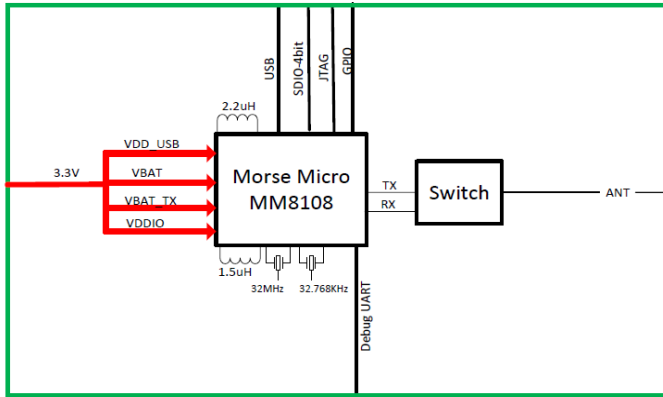 USB
SDIO-4bit
JTAG
GPIO
2.2uH
VDD_USB
3.3V
VBAT
VBAT_TX
VDDIO
Morse Micro
MM8108
TX
RX
Switch
ANT
1.5uH
32MHz
32.768KHz
Debug UART